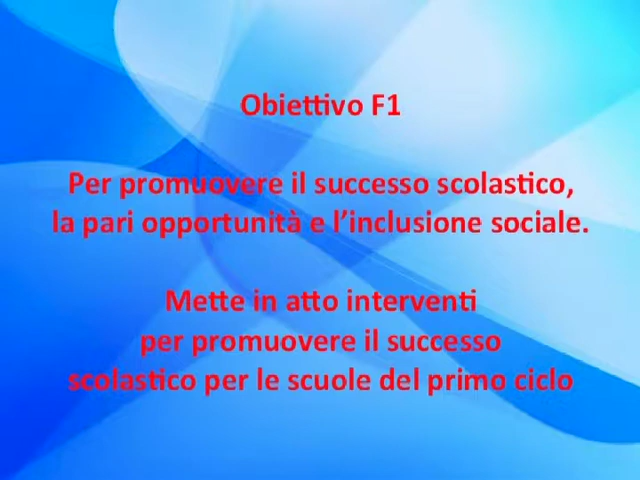 Obiettivo F1
Per promuovere il successo scolastico,
la pari opportunità e l’inclusione sociale.
Mette in atto interventi
per promuovere il successo
scolastico per le scuole del primo ciclo